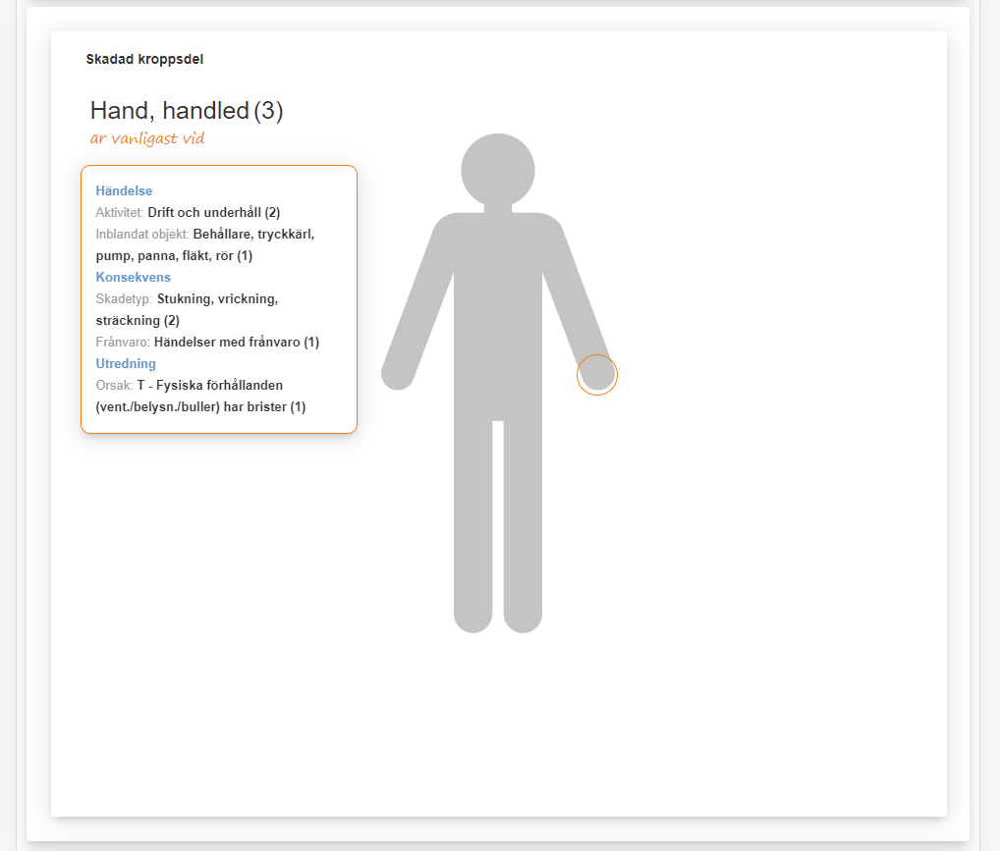 Skadad kroppsdel
Hand, handled (3)
är vanligast vid
Händelse
Aktivitet: Drift och underhåll (2)
Inblandat objekt: Behållare, tryckkärl,
pump, panna, fläkt, rör (1)
Konsekvens
Skadetyp: Stukning, vrickning,
sträckning (2)
Frånvaro: Händelser med frånvaro (1)
Utredning
Orsak: T - Fysiska förhållanden
(vent./belysn./buller) har brister (1)